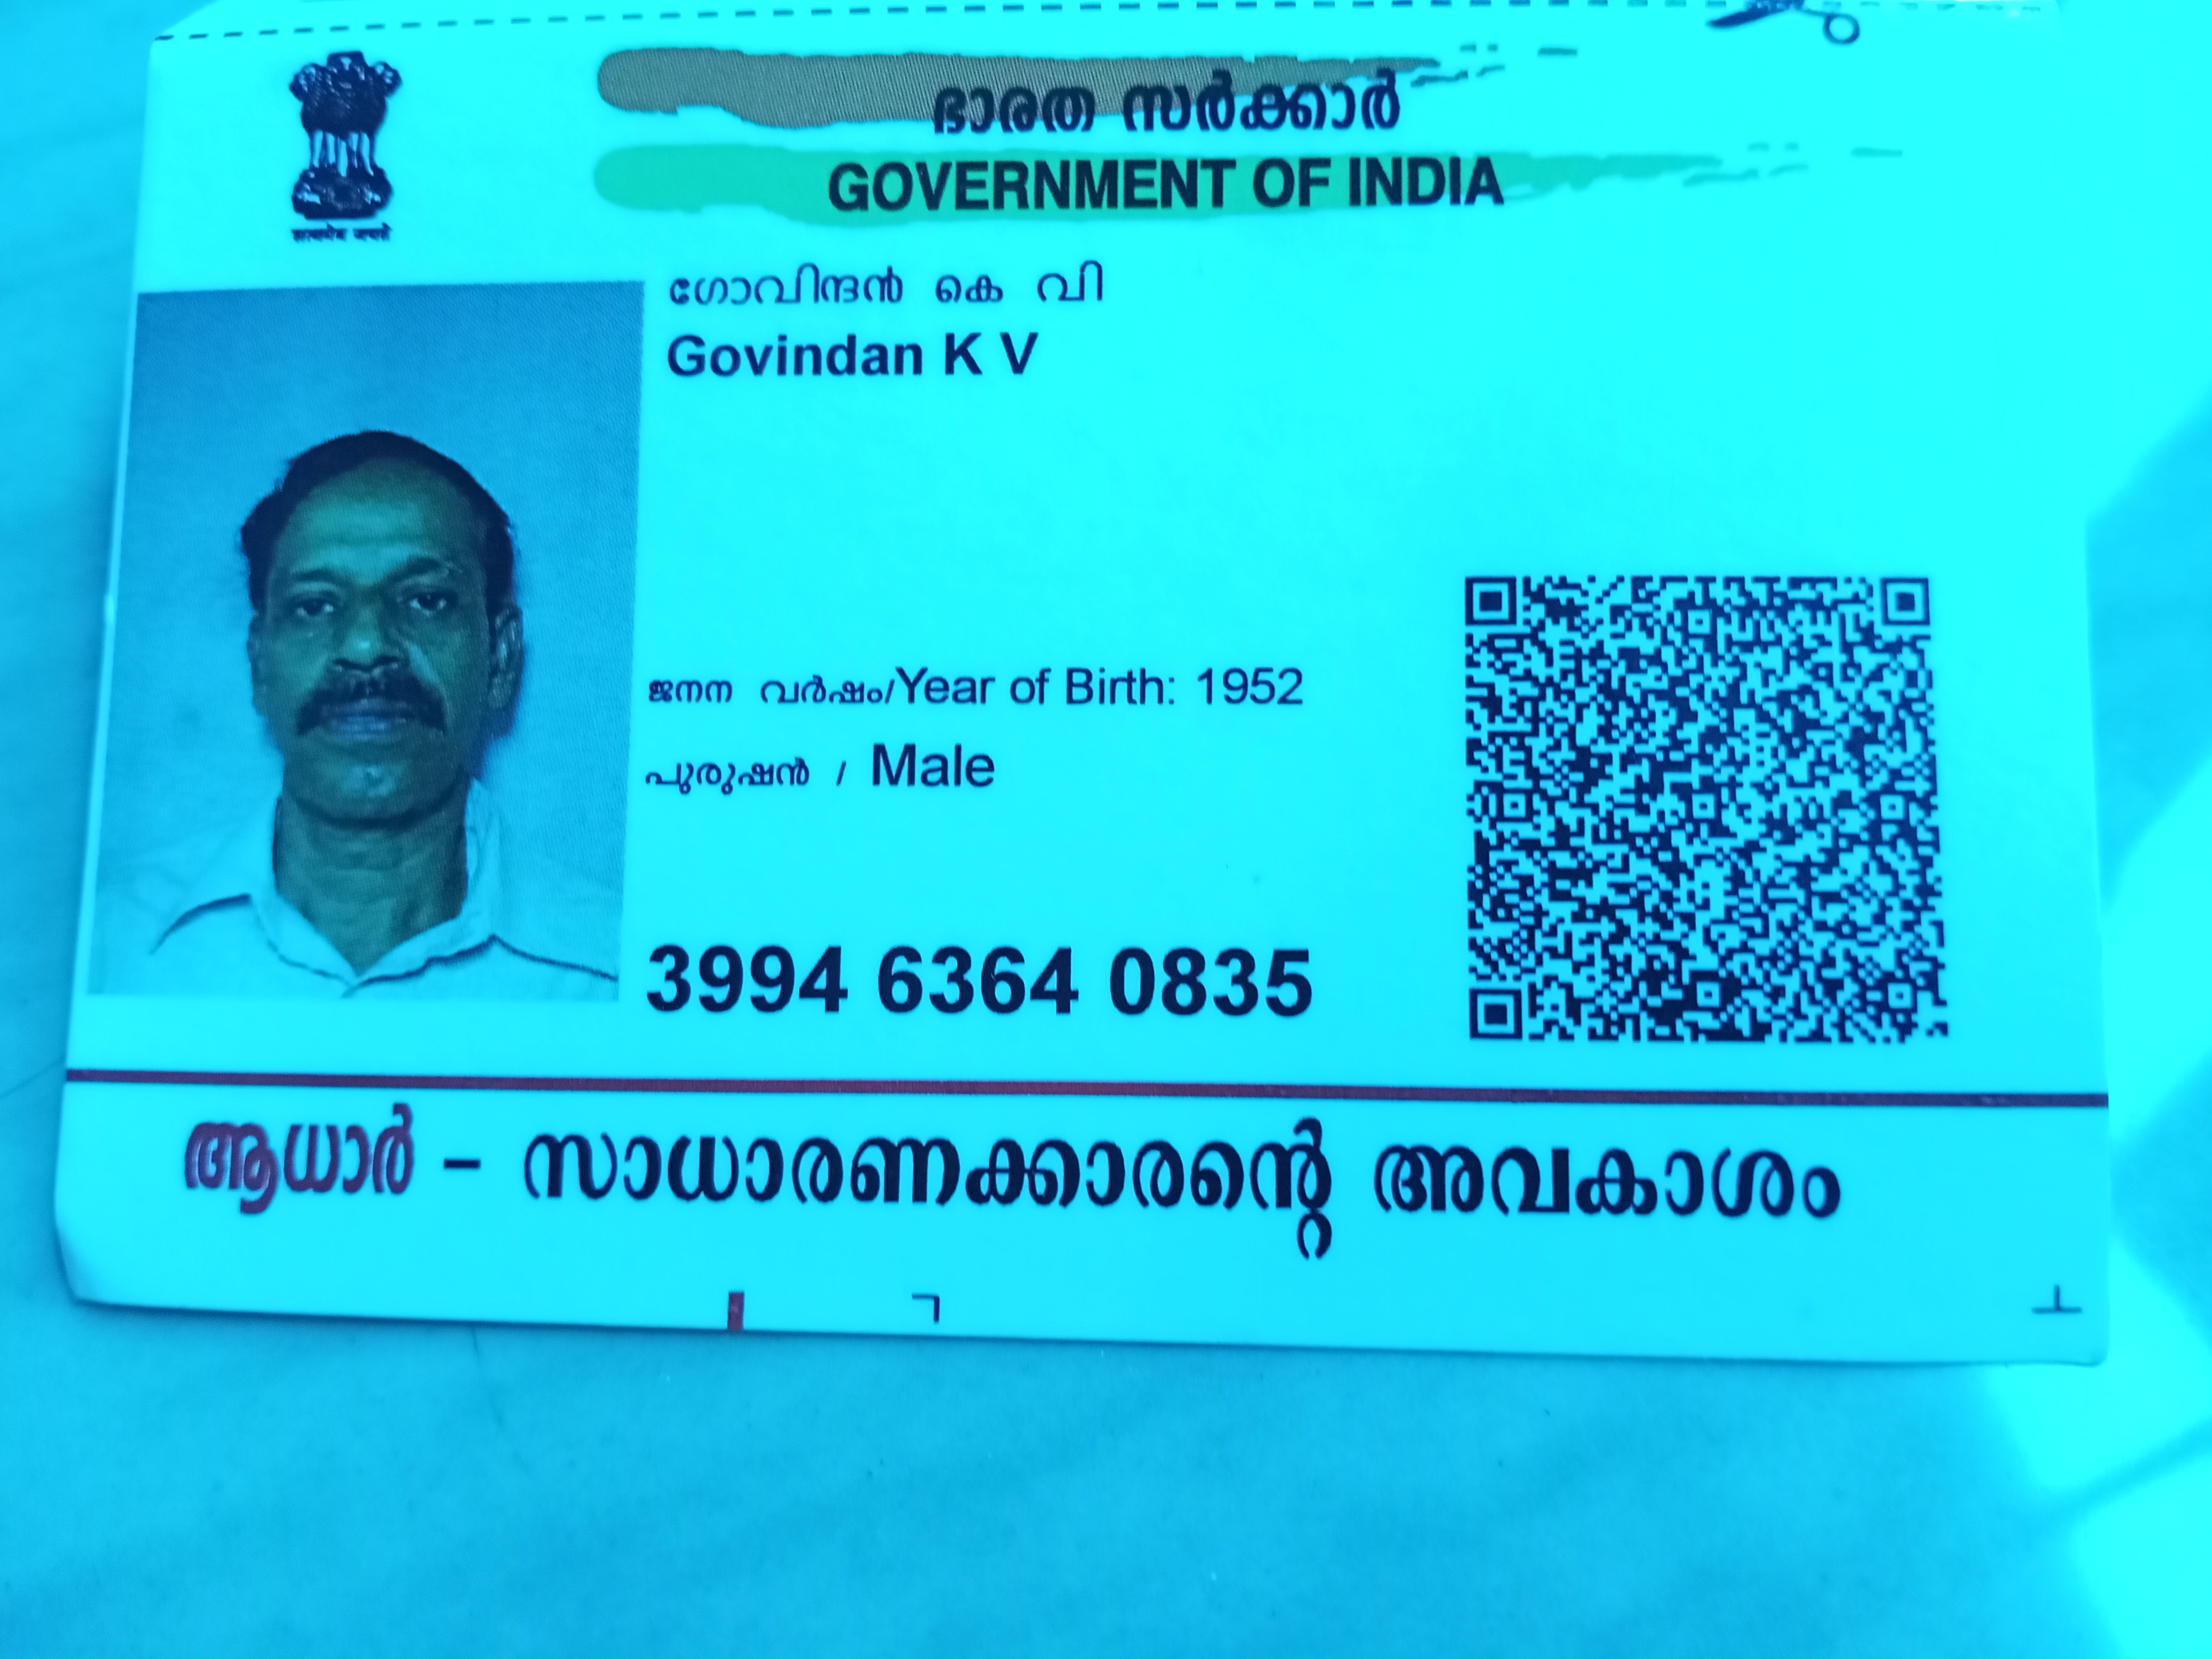 ഭാരത സർക്കാർ
GOVERNMENT OF INDIA
सत्यमेव जयते
ഗോവിന്ദൻ കെ വി
Govindan K V
ജനന വർഷം/Year of Birth: 1952
പുരുഷൻ / Male
3994 6364 0835
ആധാർ - സാധാരണക്കാരന്റെ അവകാശം